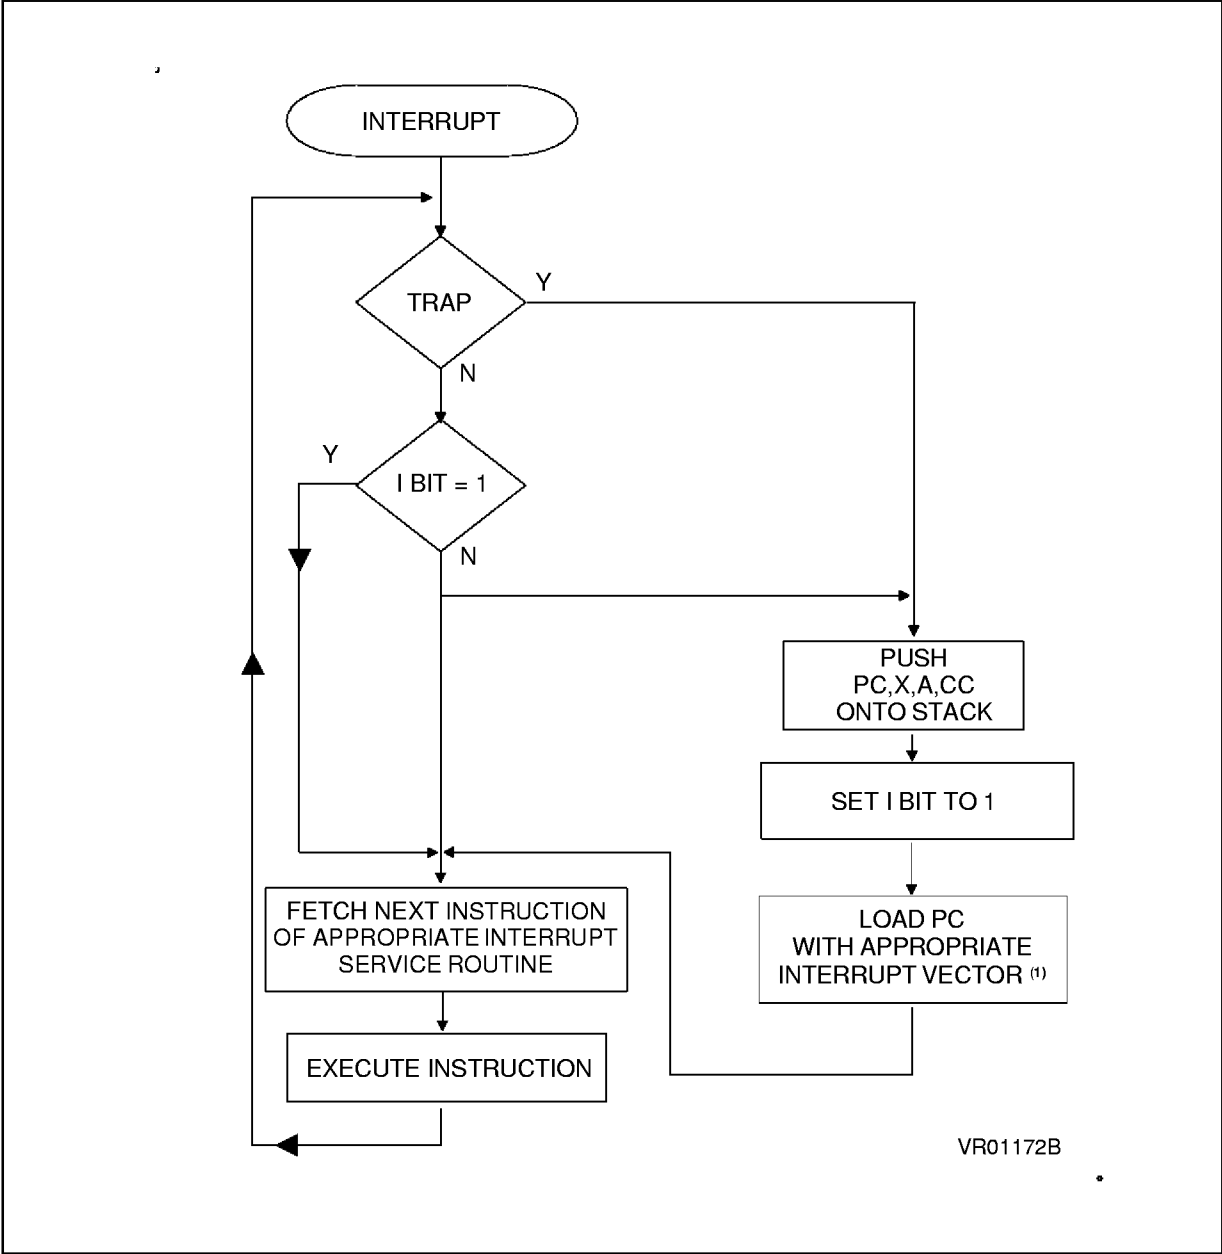 INTERRUPT
TRAP
Y
N
Y
I BIT = 1
N
PUSH
PC,X,A,CC
ONTO STACK
SET I BIT TO 1
FETCH NEXT INSTRUCTION
OF APPROPRIATE INTERRUPT
SERVICE ROUTINE
LOAD PC
WITH APPROPRIATE
INTERRUPT VECTOR (1)
EXECUTE INSTRUCTION
VR01172B